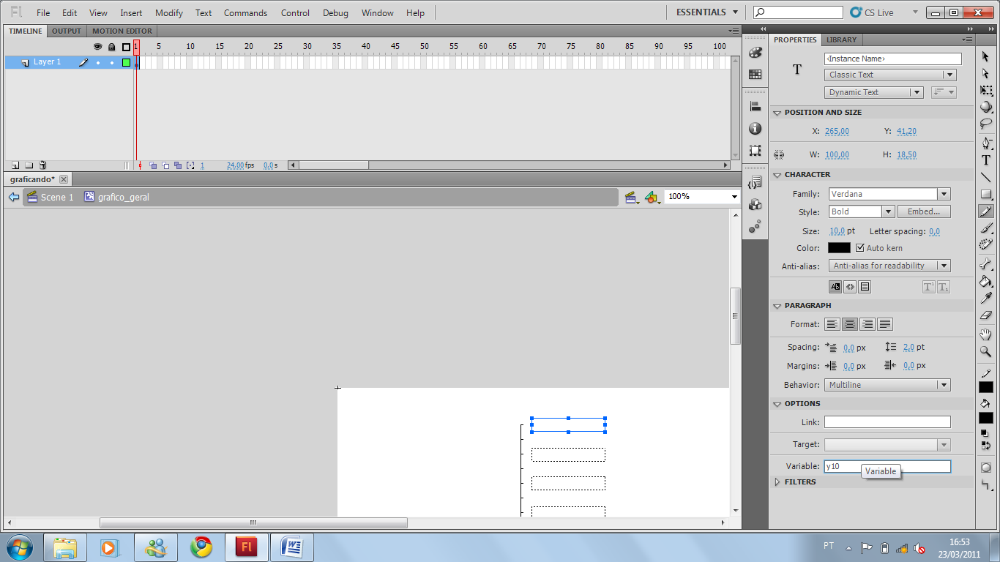 Fl File Edit View Insert Modify Text Commands Control Debug Window Help ESSENTIALS CS Live
TIMELINE OUTPUT MOTION EDITOR
1 5 10 15 20 25 30 35 40 45 50 55 60 65 70 75 80 85 90 95 100
Layer 1
1 24,00 fps 0,0 s
graficando*
Scene 1 grafico_geral 100%
PROPERTIES LIBRARY
T <Instance Name>
Classic Text
Dynamic Text
POSITION AND SIZE
X: 265,00 Y: 41,20
W: 100,00 H: 18,50
CHARACTER
Family: Verdana
Style: Bold Embed...
Size: 10,0 pt Letter spacing: 0,0
Color: Auto kern
Anti-alias: Anti-alias for readability
PARAGRAPH
Format:
Spacing: 0,0 px 2,0 pt
Margins: 0,0 px 0,0 px
Behavior: Multiline
OPTIONS
Link:
Target:
Variable: y10
Variable
FILTERS
Fl W PT 16:53
23/03/2011